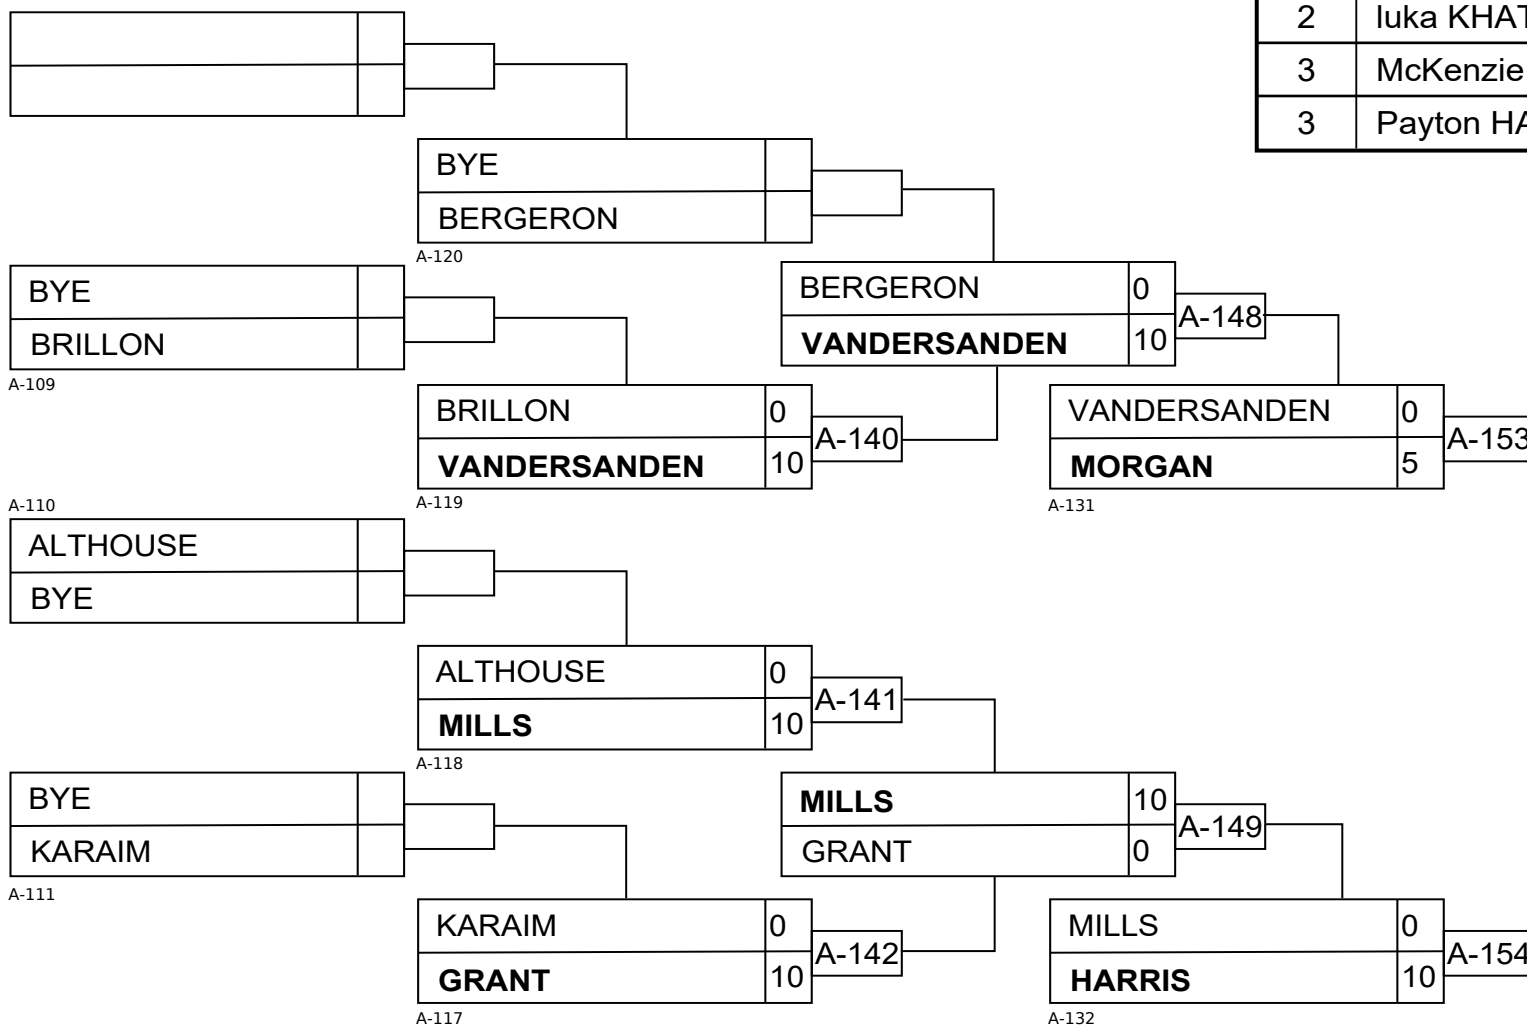 2 luka KHAT
3 McKenzie
3 Payton HA
BYE
BERGERON
A-120
BYE
BRILLON
A-109
BERGERON 0
VANDERSANDEN 10
A-148
BRILLON 0
VANDERSANDEN 10
A-140
A-119
VANDERSANDEN 0
MORGAN 5
A-153
A-131
A-110
ALTHOUSE
BYE
ALTHOUSE 0
MILLS 10
A-141
A-118
BYE
KARAIM
A-111
MILLS 10
GRANT 0
A-149
KARAIM 0
GRANT 10
A-142
A-117
MILLS 0
HARRIS 10
A-154
A-132